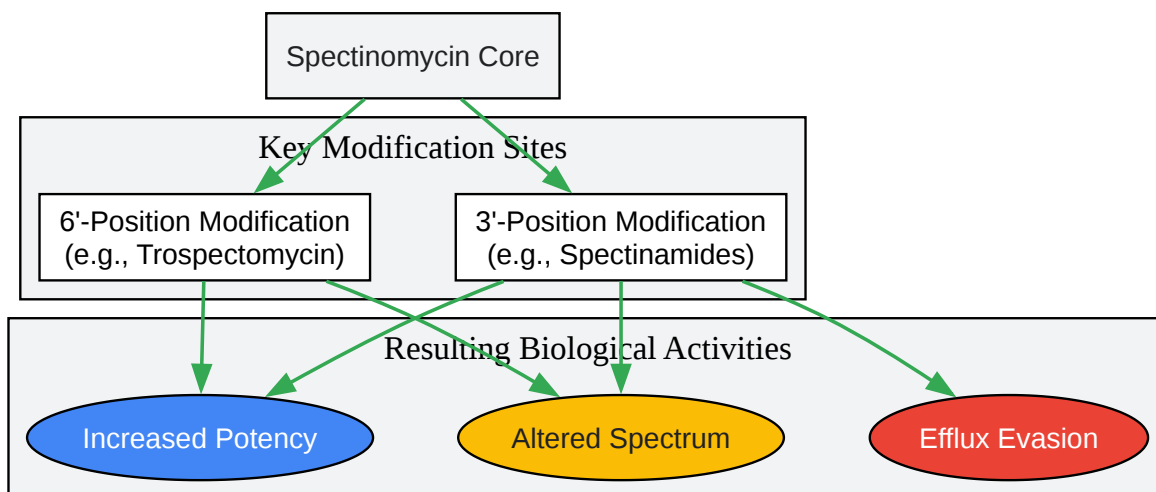 Spectinomycin Core
Key Modification Sites
6'-Position Modification
(e.g., Trospectomycin)
3'-Position Modification
(e.g., Spectinamides)
Resulting Biological Activities
Increased Potency
Altered Spectrum
Efflux Evasion